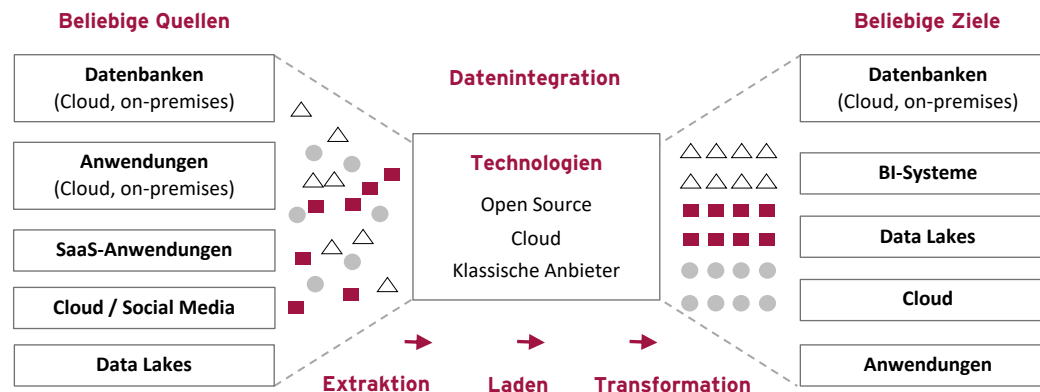 Beliebige Quellen
Datenbanken
(Cloud, on-premises)
Anwendungen
(Cloud, on-premises)
SaaS-Anwendungen
Cloud / Social Media
Data Lakes
Datenintegration
Technologien
Open Source
Cloud
Klassische Anbieter
Extraktion
Laden
Transformation
Beliebige Ziele
Datenbanken
(Cloud, on-premises)
BI-Systeme
Data Lakes
Cloud
Anwendungen